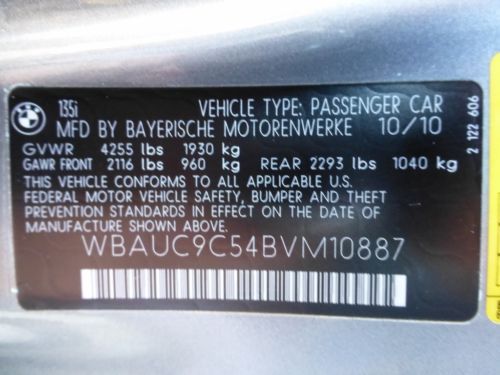 BMW
135i
VEHICLE TYPE: PASSENGER CAR
MFD BY BAYERISCHE MOTORENWERKE 10/10
GVWR 4255 lbs 1930 kg
GAWR FRONT 2116 lbs 960 kg REAR 2293 lbs 1040 kg
THIS VEHICLE CONFORMS TO ALL APPLICABLE U.S.
FEDERAL MOTOR VEHICLE SAFETY, BUMPER AND THEFT
PREVENTION STANDARDS IN EFFECT ON THE DATE OF
MANUFACTURE SHOWN ABOVE.
WBAUC9C54BVM10887
2 122 606